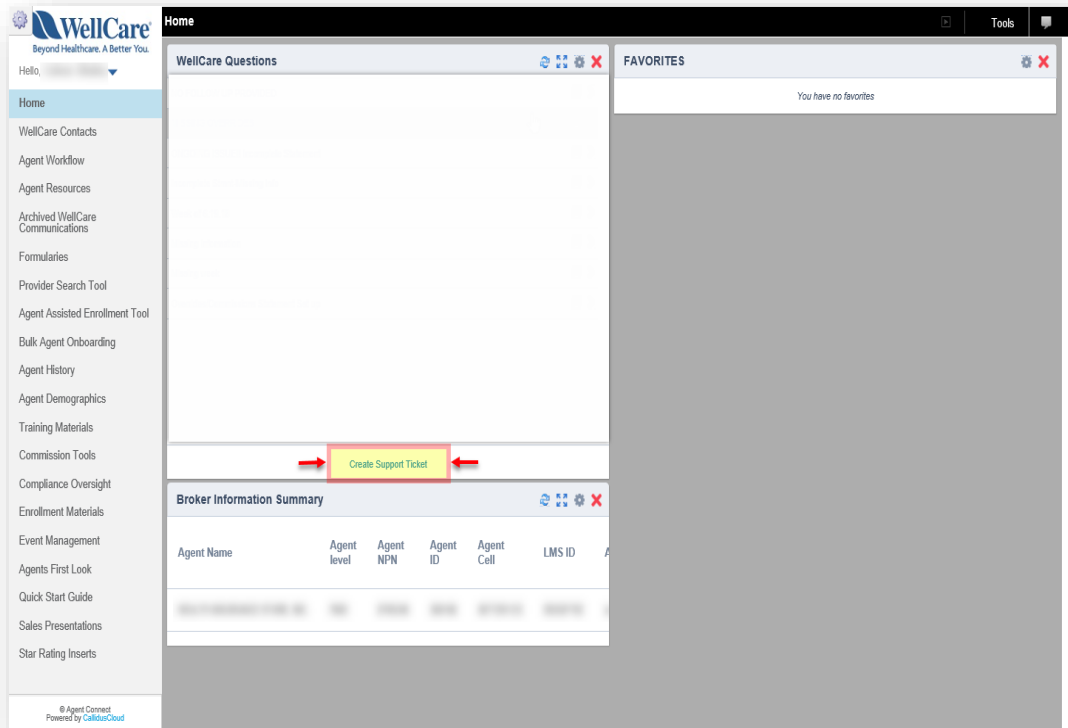 WellCare
Beyond Healthcare. A Better You.
Hello,
Home
WellCare Contacts
Agent Workflow
Agent Resources
Archived WellCare
Communications
Formularies
Provider Search Tool
Agent Assisted Enrollment Tool
Bulk Agent Onboarding
Agent History
Agent Demographics
Training Materials
Commission Tools
Compliance Oversight
Enrollment Materials
Event Management
Agents First Look
Quick Start Guide
Sales Presentations
Star Rating Inserts
© Agent Connect
Powered by CallidusCloud
Home
Tools
WellCare Questions
Create Support Ticket
Broker Information Summary
Agent Name
Agent level
Agent NPN
Agent ID
Agent Cell
LMS ID
A
FAVORITES
You have no favorites